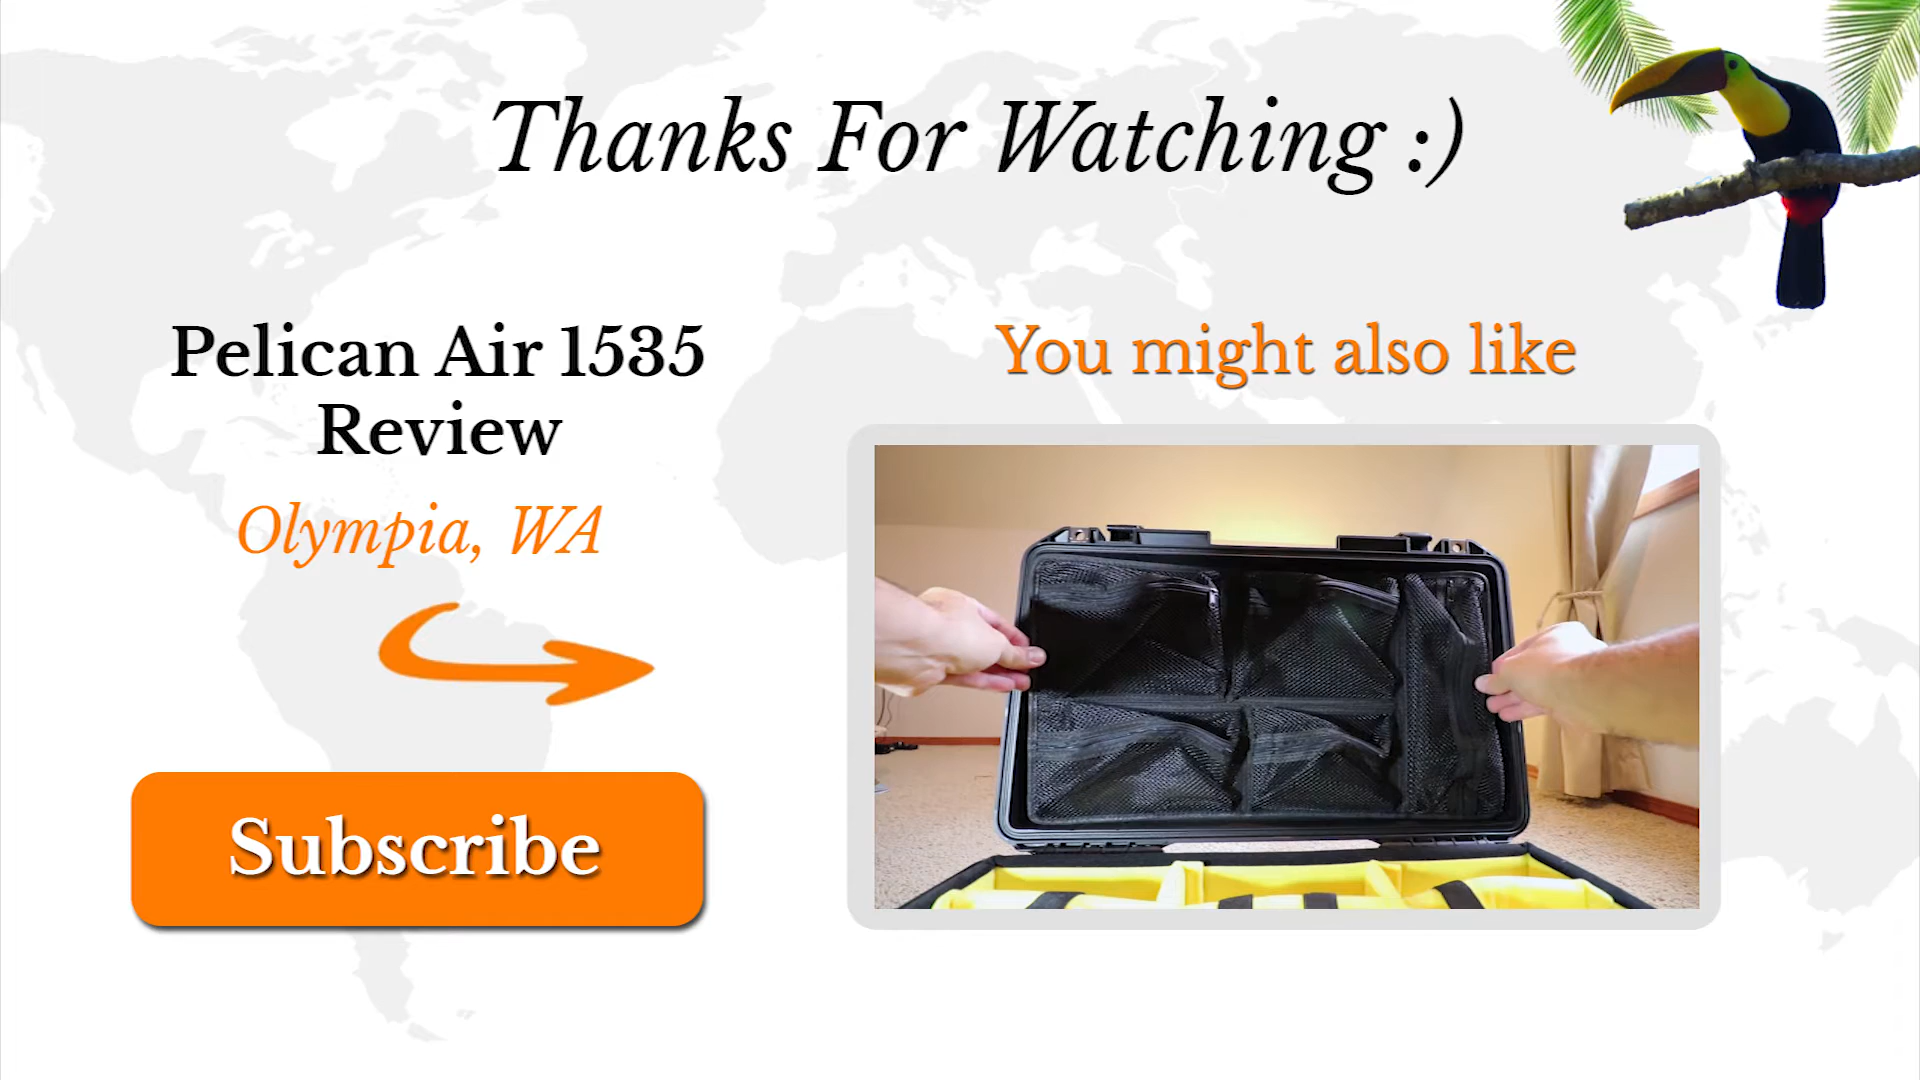 Thanks For Watching :)
Pelican Air 1535
Review
Olympia, WA
You might also like
Subscribe